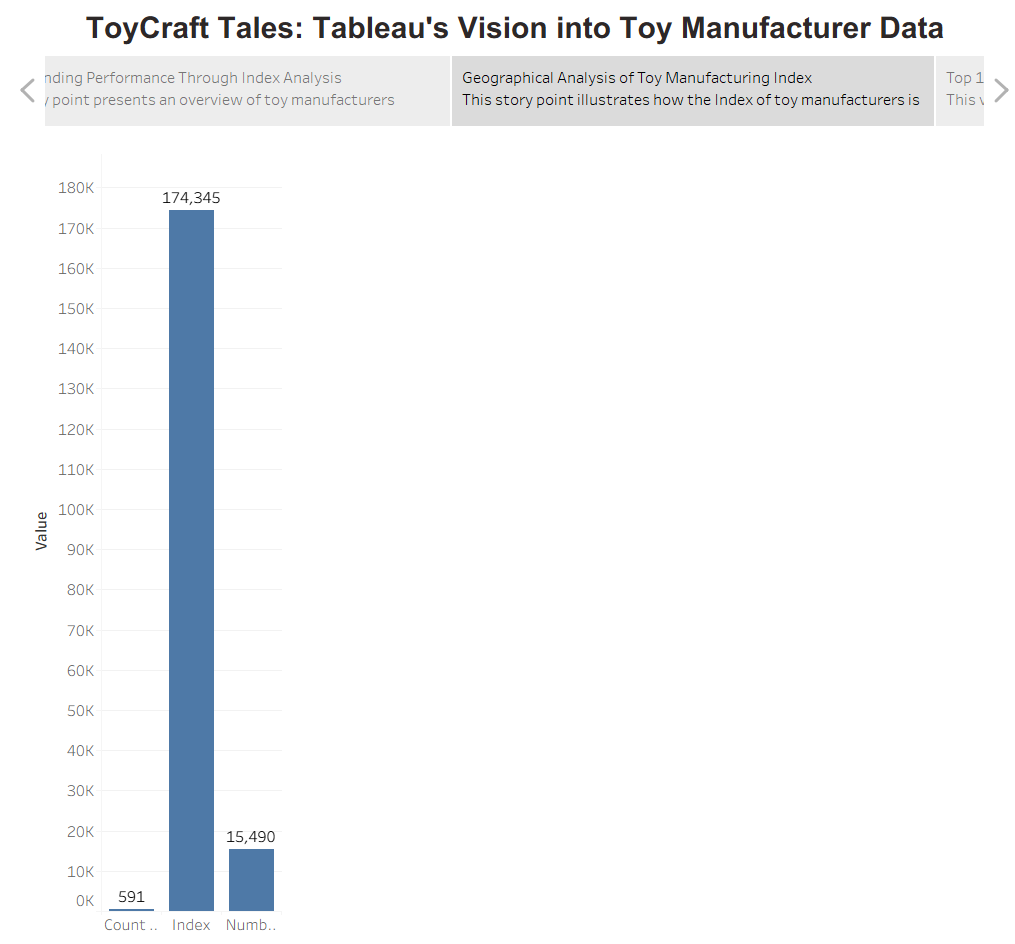 ToyCraft Tales: Tableau's Vision into Toy Manufacturer Data
nding Performance Through Index Analysis
y point presents an overview of toy manufacturers
Geographical Analysis of Toy Manufacturing Index
This story point illustrates how the Index of toy manufacturers is
Top 1
This v
180K
170K
160K
150K
140K
130K
120K
110K
100K
90K
80K
70K
60K
50K
40K
30K
20K
10K
0K
Value
174,345
15,490
591
Count ..
Index
Numb..